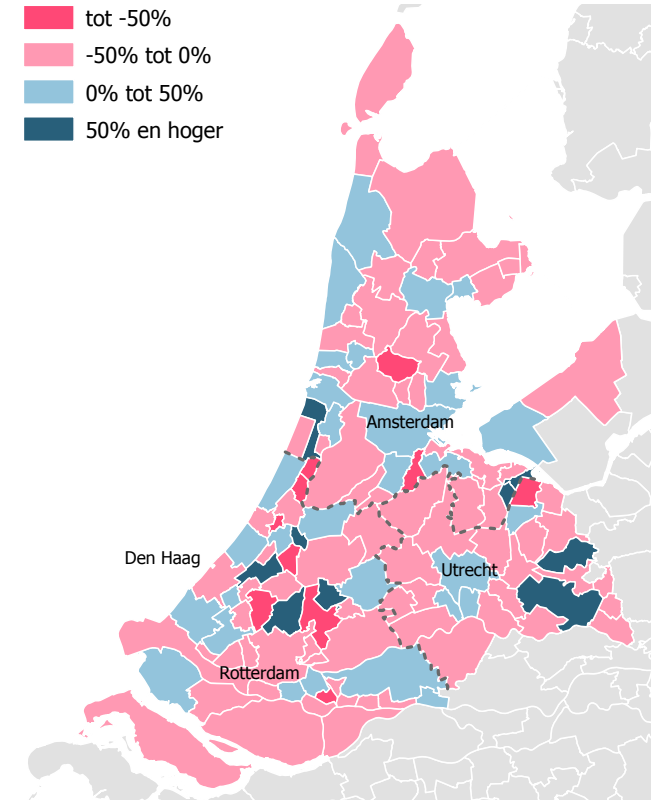 tot -50%
-50% tot 0%
0% tot 50%
50% en hoger
Amsterdam
Den Haag
Utrecht
Rotterdam